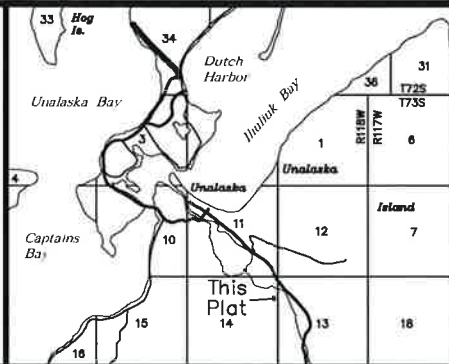 33
Hog
Is.
34
Dutch
Harbor
31
36
T72S
T73S
Unalaska Bay
Iliuliuk Bay
3
1
R118W
R117W
6
4
Unalaska
Unalaska
Island
11
12
7
10
Captains
Bay
This
Plat
14
13
18
15
16